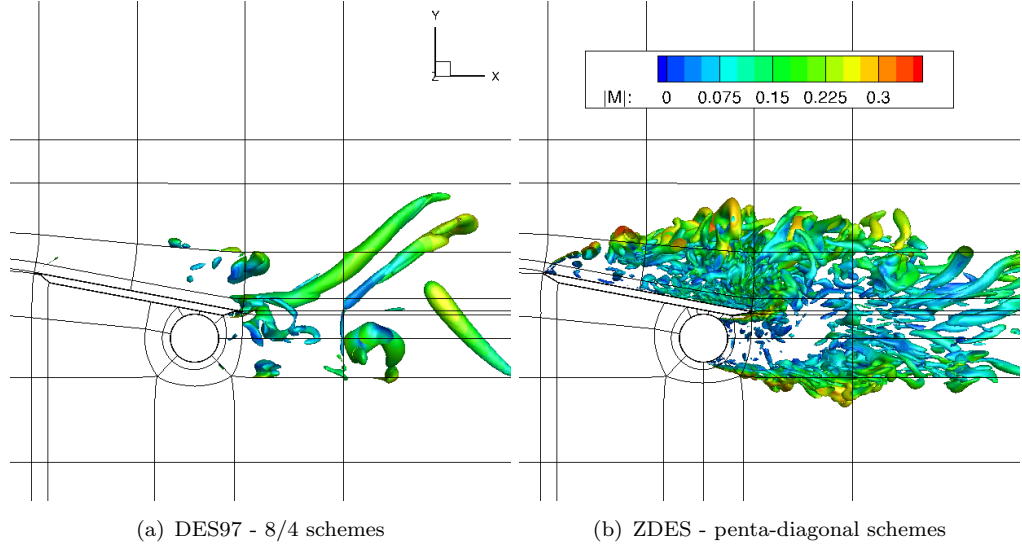 Y
Z
X
|M|: 0 0.075 0.15 0.225 0.3
(a) DES97 - 8/4 schemes
(b) ZDES - penta-diagonal schemes